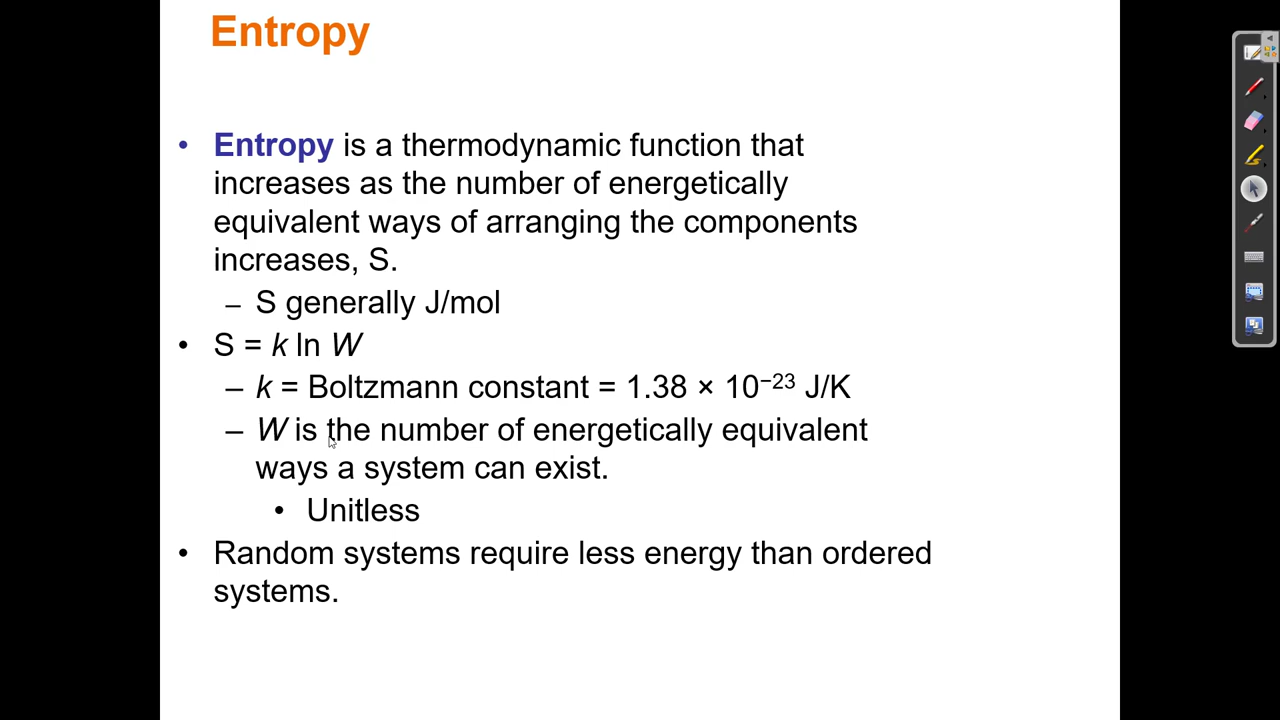 Entropy
• Entropy is a thermodynamic function that
increases as the number of energetically
equivalent ways of arranging the components
increases, S.
– S generally J/mol
• S = k ln W
– k = Boltzmann constant = 1.38 × 10⁻²³ J/K
– W is the number of energetically equivalent
ways a system can exist.
• Unitless
• Random systems require less energy than ordered
systems.